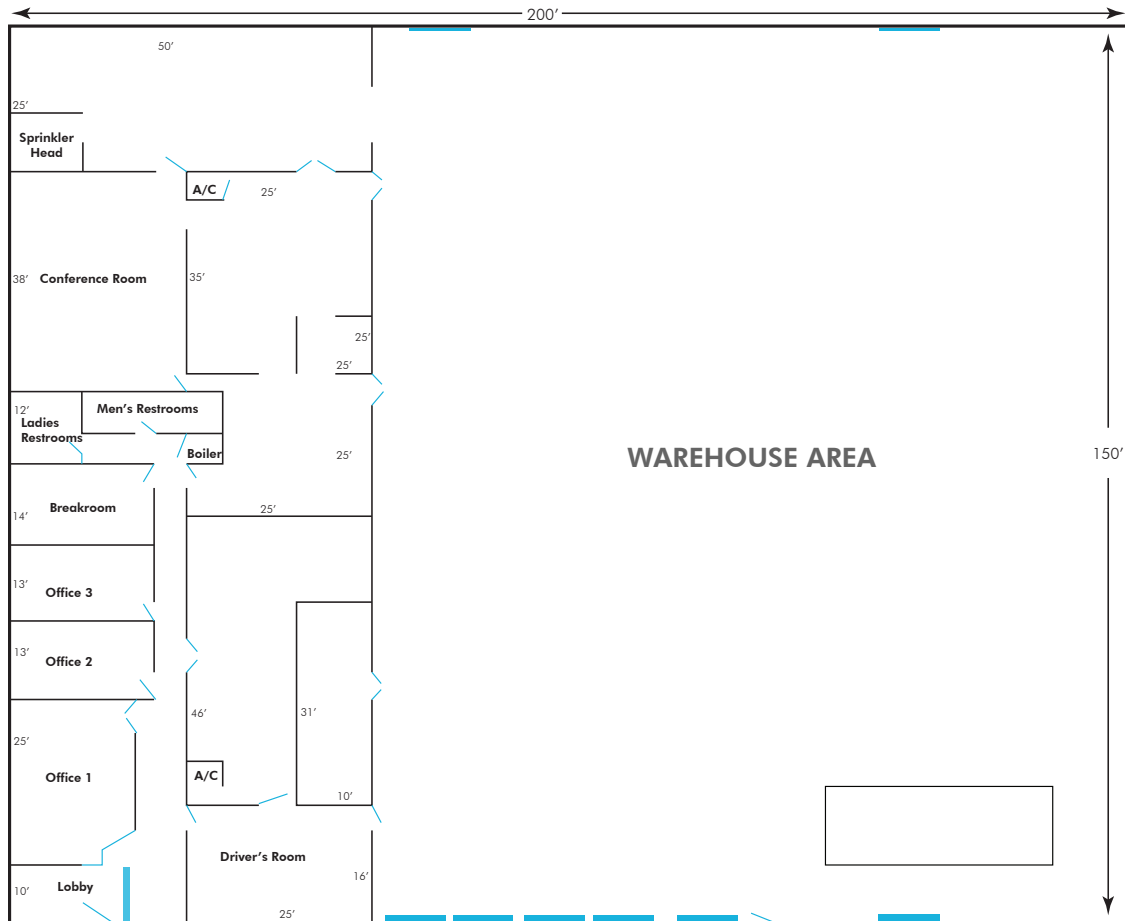 200’
50’
25’
Sprinkler
Head
A/C
25’
38’
Conference Room
35’
25’
25’
12’
Men’s Restrooms
Ladies
Restrooms
Boiler
25’
WAREHOUSE AREA
150’
Breakroom
14’
25’
13’
Office 3
13’
Office 2
46’
31’
25’
Office 1
A/C
10’
Driver’s Room
16’
10’
Lobby
25’